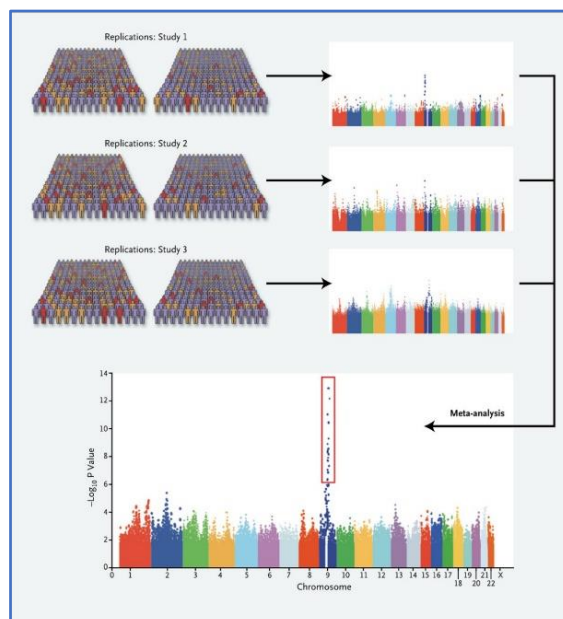 Replications: Study 1
Replications: Study 2
Replications: Study 3
Meta-analysis
14
12
10
8
6
4
2
0
−Log10 P Value
0 1 2 3 4 5 6 7 8 9 10 11 12 13 14 15 16 17 18 19 20 21 22 X
Chromosome